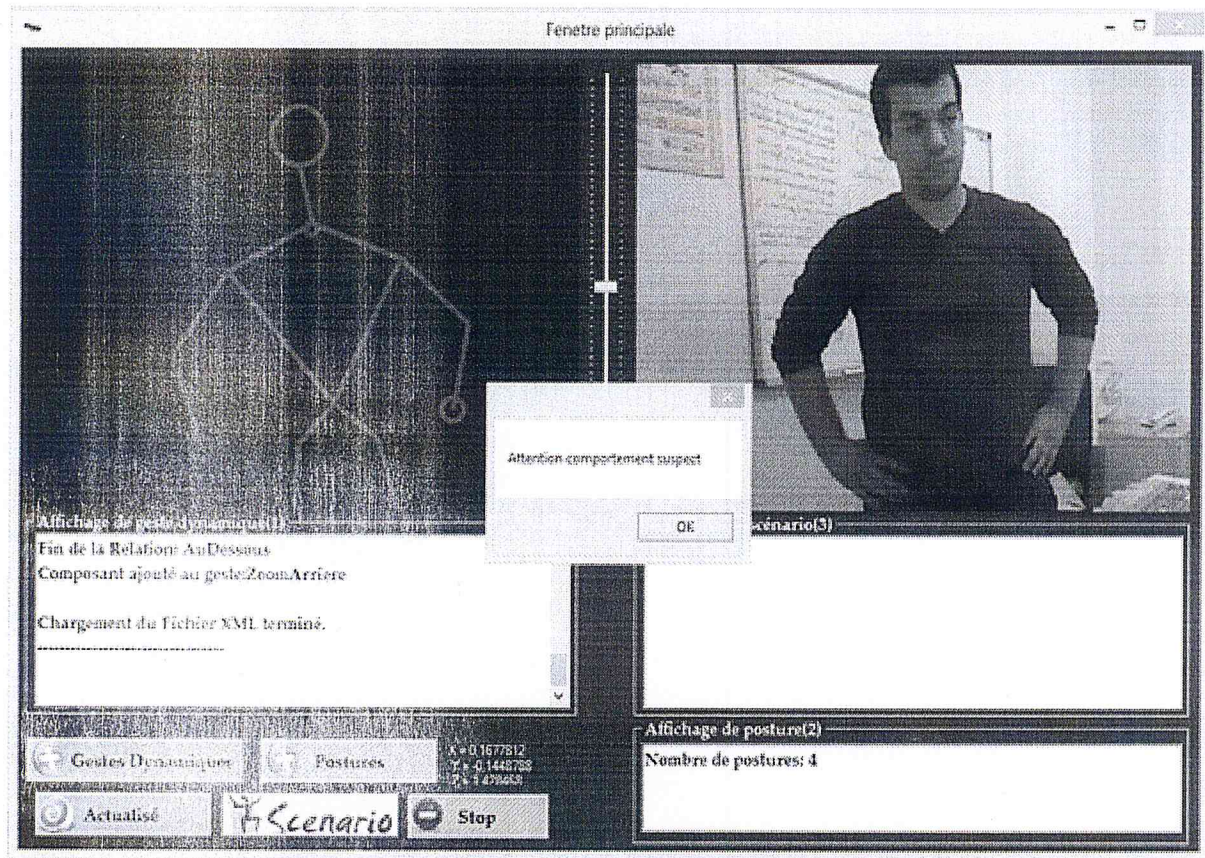 Fenetre principale
Attention comportement suspect
OK
Affichage de geste dynamique(1)
Fin de la Relation: AuDessous
Composant ajouté au geste:ZoomArriere
Chargement du Fichier XML terminé.
--------------------------------
scénario(3)
Gestes Dynamiques
Postures
X = 0.1677812
Y = -0.1448758
Affichage de posture(2)
Nombre de postures: 4
Actualisé
Scenario
Stop